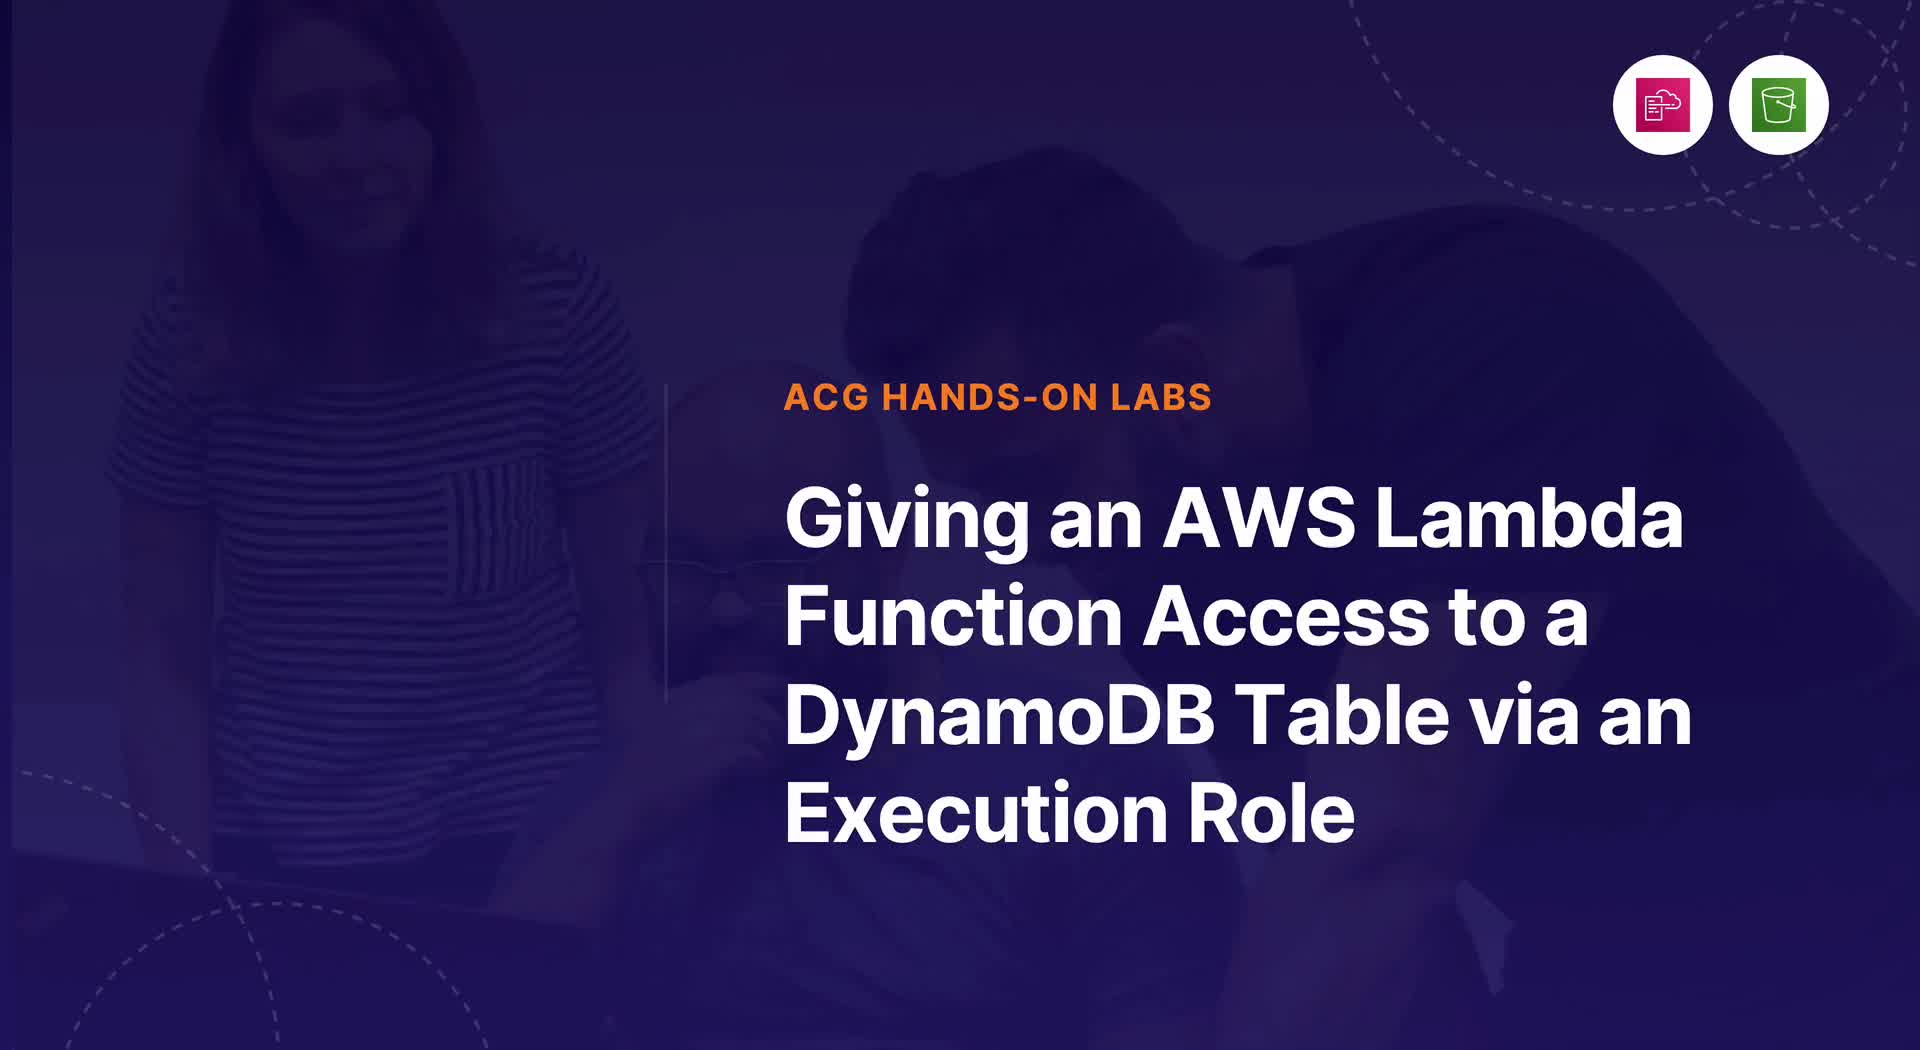 ACG HANDS-ON LABS
Giving an AWS Lambda
Function Access to a
DynamoDB Table via an
Execution Role